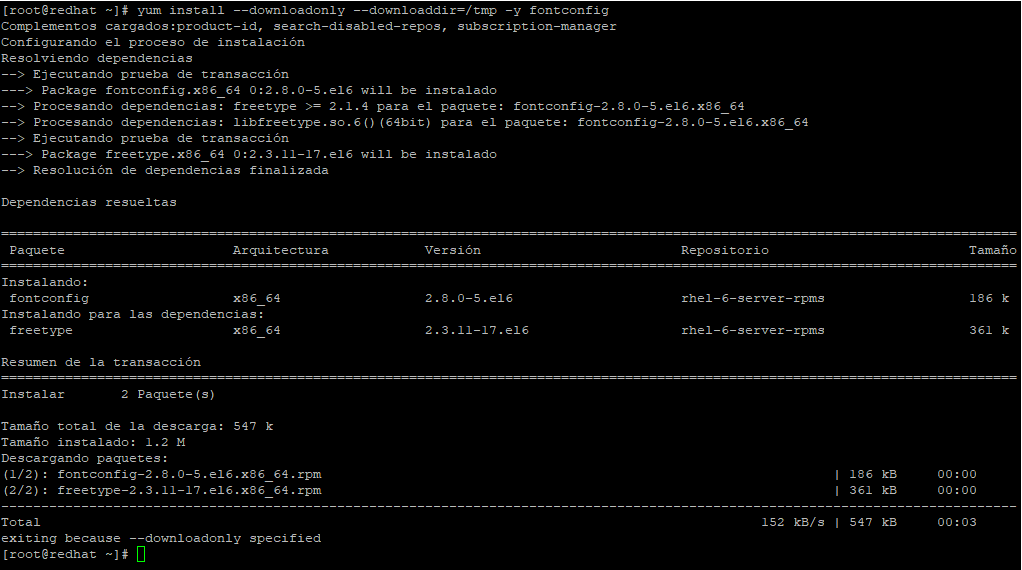 [root@redhat ~]# yum install --downloadonly --downloaddir=/tmp -y fontconfig
Complementos cargados:product-id, search-disabled-repos, subscription-manager
Configurando el proceso de instalación
Resolviendo dependencias
--> Ejecutando prueba de transacción
---> Package fontconfig.x86_64 0:2.8.0-5.el6 will be instalado
--> Procesando dependencias: freetype >= 2.1.4 para el paquete: fontconfig-2.8.0-5.el6.x86_64
--> Procesando dependencias: libfreetype.so.6()(64bit) para el paquete: fontconfig-2.8.0-5.el6.x86_64
--> Ejecutando prueba de transacción
---> Package freetype.x86_64 0:2.3.11-17.el6 will be instalado
--> Resolución de dependencias finalizada

Dependencias resueltas

================================================================================
 Paquete                    Arquitectura            Versión                         Repositorio                         Tamaño
================================================================================
Instalando:
 fontconfig                 x86_64                  2.8.0-5.el6                     rhel-6-server-rpms                  186 k
Instalando para las dependencias:
 freetype                   x86_64                  2.3.11-17.el6                   rhel-6-server-rpms                  361 k

Resumen de la transacción
================================================================================
Instalar       2 Paquete(s)

Tamaño total de la descarga: 547 k
Tamaño instalado: 1.2 M
Descargando paquetes:
(1/2): fontconfig-2.8.0-5.el6.x86_64.rpm | 186 kB     00:00
(2/2): freetype-2.3.11-17.el6.x86_64.rpm | 361 kB     00:00
--------------------------------------------------------------------------------
Total 152 kB/s | 547 kB     00:03
exiting because --downloadonly specified
[root@redhat ~]#